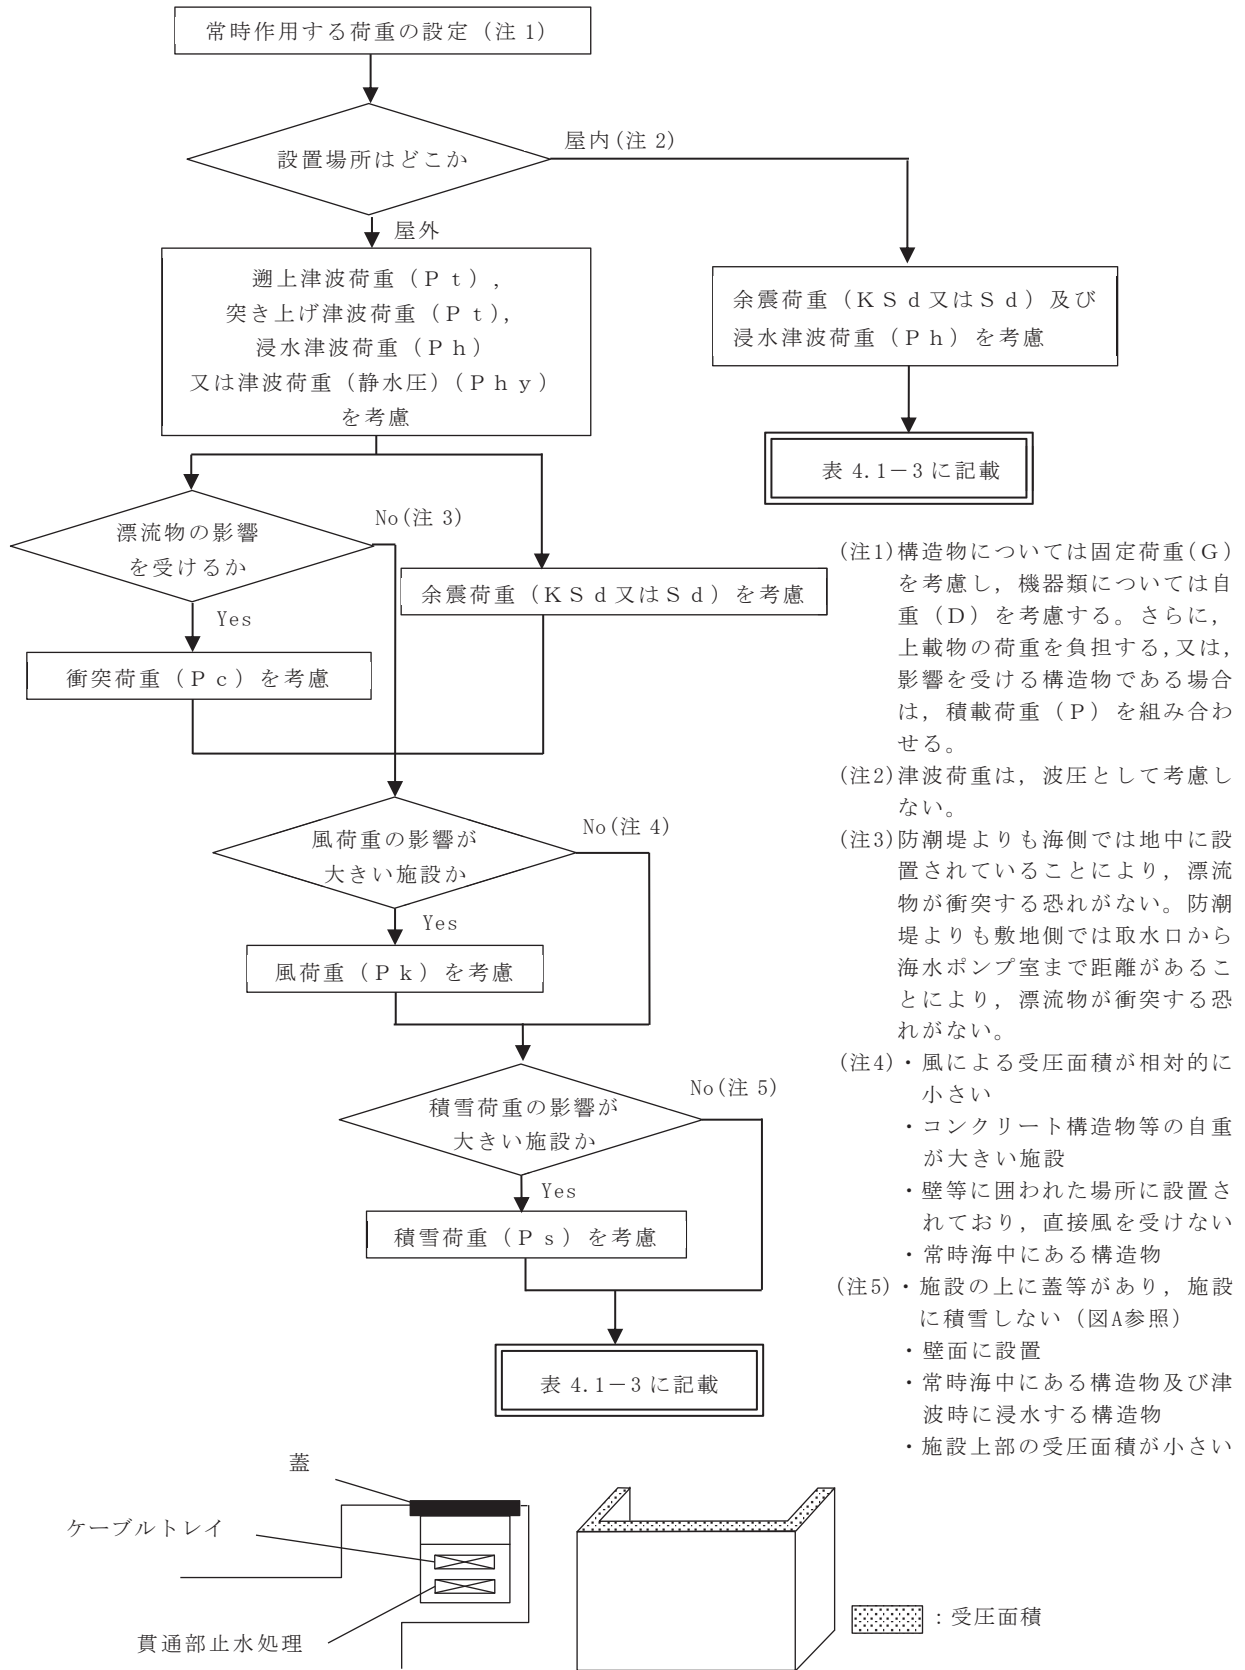 常時作用する荷重の設定（注 1）
設置場所はどこか
屋内(注 2)
屋外
遡上津波荷重（Ｐｔ），
突き上げ津波荷重（Ｐｔ），
浸水津波荷重（Ｐｈ）
又は津波荷重（静水圧）（Ｐｈｙ）
を考慮
余震荷重（ＫＳｄ又はＳｄ）及び
浸水津波荷重（Ｐｈ）を考慮
表 4.1－3 に記載
漂流物の影響
を受けるか
No(注 3)
Yes
余震荷重（ＫＳｄ又はＳｄ）を考慮
衝突荷重（Ｐｃ）を考慮
風荷重の影響が
大きい施設か
No(注 4)
Yes
風荷重（Ｐｋ）を考慮
積雪荷重の影響が
大きい施設か
No(注 5)
Yes
積雪荷重（Ｐｓ）を考慮
表 4.1－3 に記載
(注1)構造物については固定荷重(Ｇ)
を考慮し，機器類については自
重（Ｄ）を考慮する。さらに，
上載物の荷重を負担する，又は，
影響を受ける構造物である場合
は，積載荷重（Ｐ）を組み合わ
せる。
(注2)津波荷重は，波圧として考慮し
ない。
(注3)防潮堤よりも海側では地中に設
置されていることにより，漂流
物が衝突する恐れがない。防潮
堤よりも敷地側では取水口から
海水ポンプ室まで距離があるこ
とにより，漂流物が衝突する恐
れがない。
(注4)・風による受圧面積が相対的に
小さい
・コンクリート構造物等の自重
が大きい施設
・壁等に囲われた場所に設置さ
れており，直接風を受けない
・常時海中にある構造物
(注5)・施設の上に蓋等があり，施設
に積雪しない（図A参照）
・壁面に設置
・常時海中にある構造物及び津
波時に浸水する構造物
・施設上部の受圧面積が小さい
蓋
ケーブルトレイ
貫通部止水処理
：受圧面積